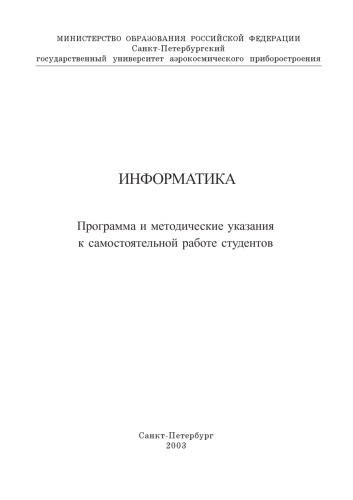 МИНИСТЕРСТВО ОБРАЗОВАНИЯ РОССИЙСКОЙ ФЕДЕРАЦИИ
Санкт-Петербургский
государственный университет аэрокосмического приборостроения
ИНФОРМАТИКА
Программа и методические указания
к самостоятельной работе студентов
Санкт-Петербург
2003